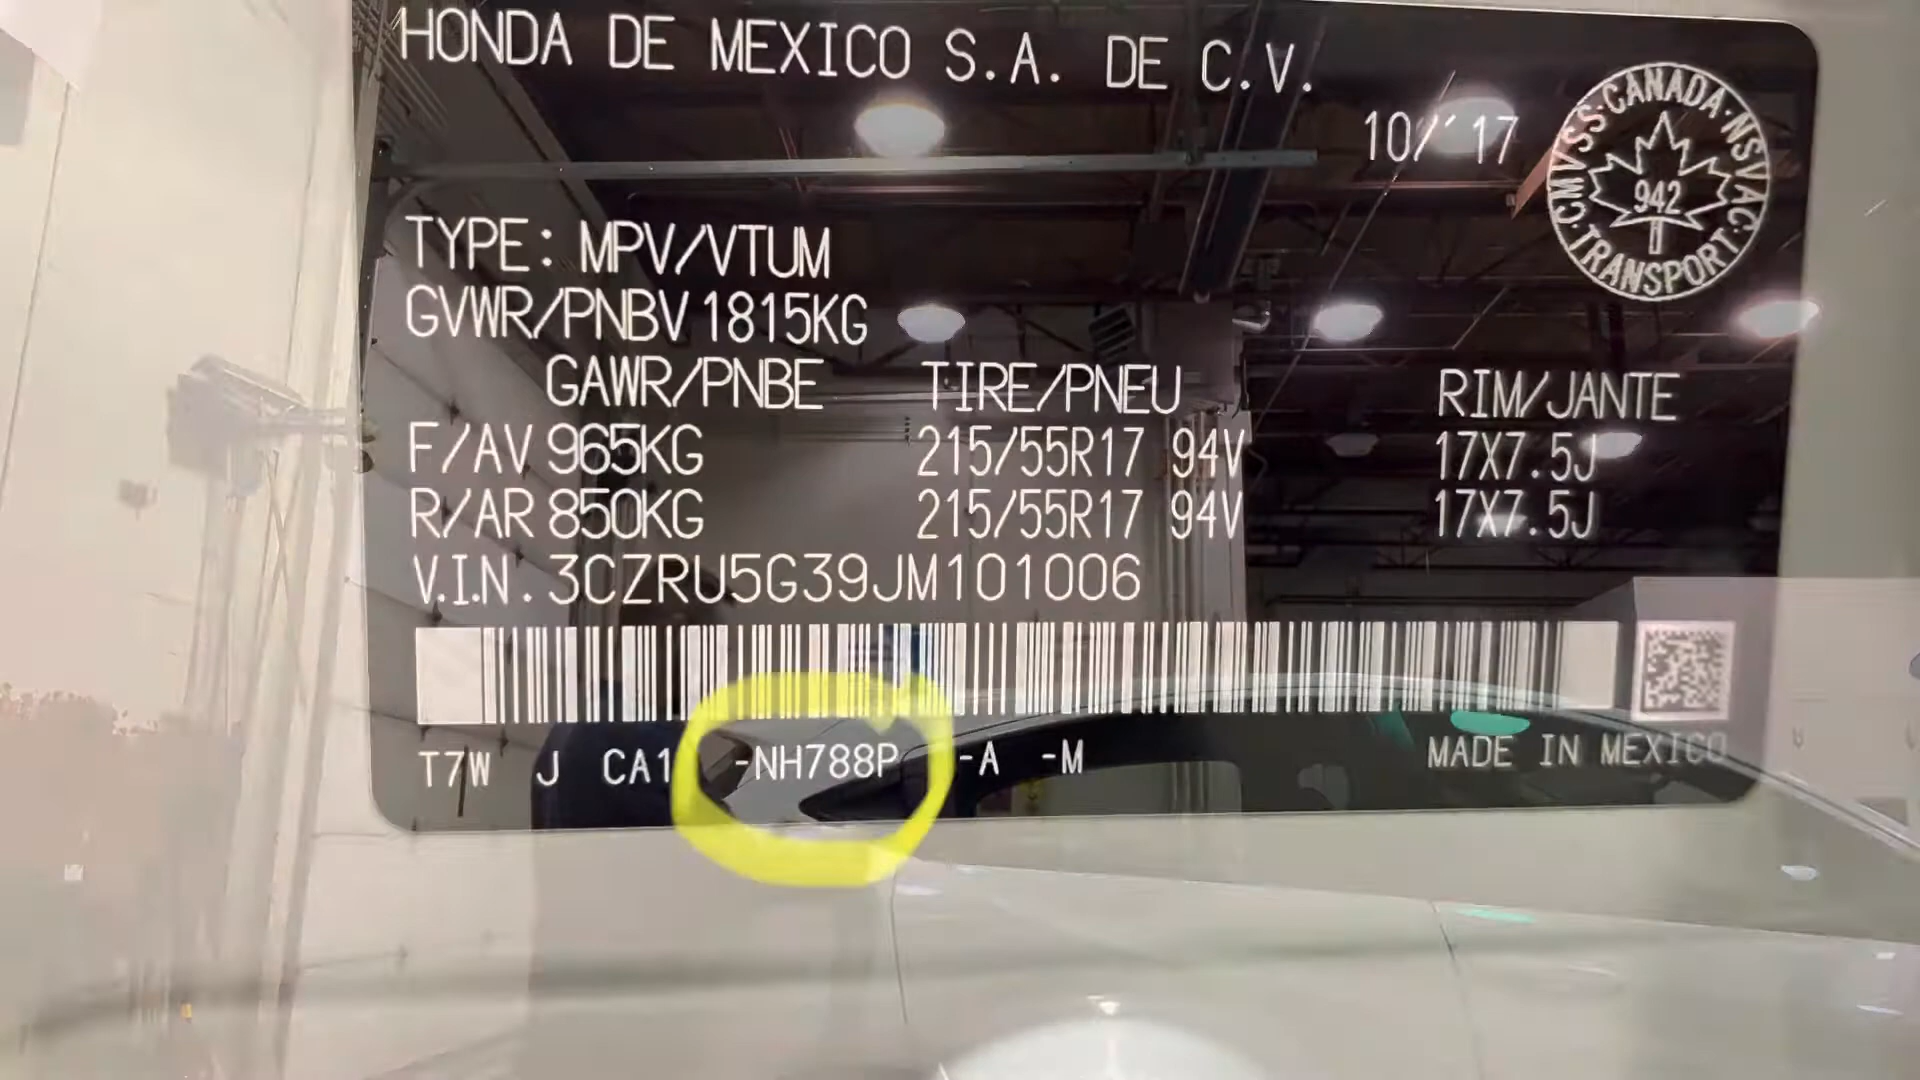 HONDA DE MEXICO S.A. DE C.V.
10/'17
CMVSS·CANADA·NSVAC·TRANSPORT
942
TYPE: MPV/VTUM
GVWR/PNBV 1815KG
GAWR/PNBE TIRE/PNEU RIM/JANTE
F/AV 965KG 215/55R17 94V 17X7.5J
R/AR 850KG 215/55R17 94V 17X7.5J
V.I.N. 3CZRU5G39JM101006
T7W J CA1 -NH788P -A -M MADE IN MEXICO